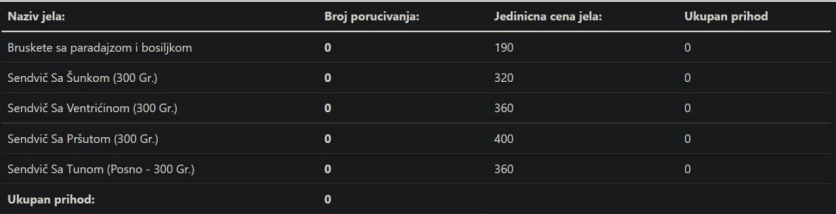 Naziv jela: Broj porucivanja: Jedinicna cena jela: Ukupan prihod
Bruskete sa paradajzom i bosiljkom 0 190 0
Sendvič Sa Šunkom (300 Gr.) 0 320 0
Sendvič Sa Ventrićinom (300 Gr.) 0 360 0
Sendvič Sa Pršutom (300 Gr.) 0 400 0
Sendvič Sa Tunom (Posno - 300 Gr.) 0 360 0
Ukupan prihod: 0